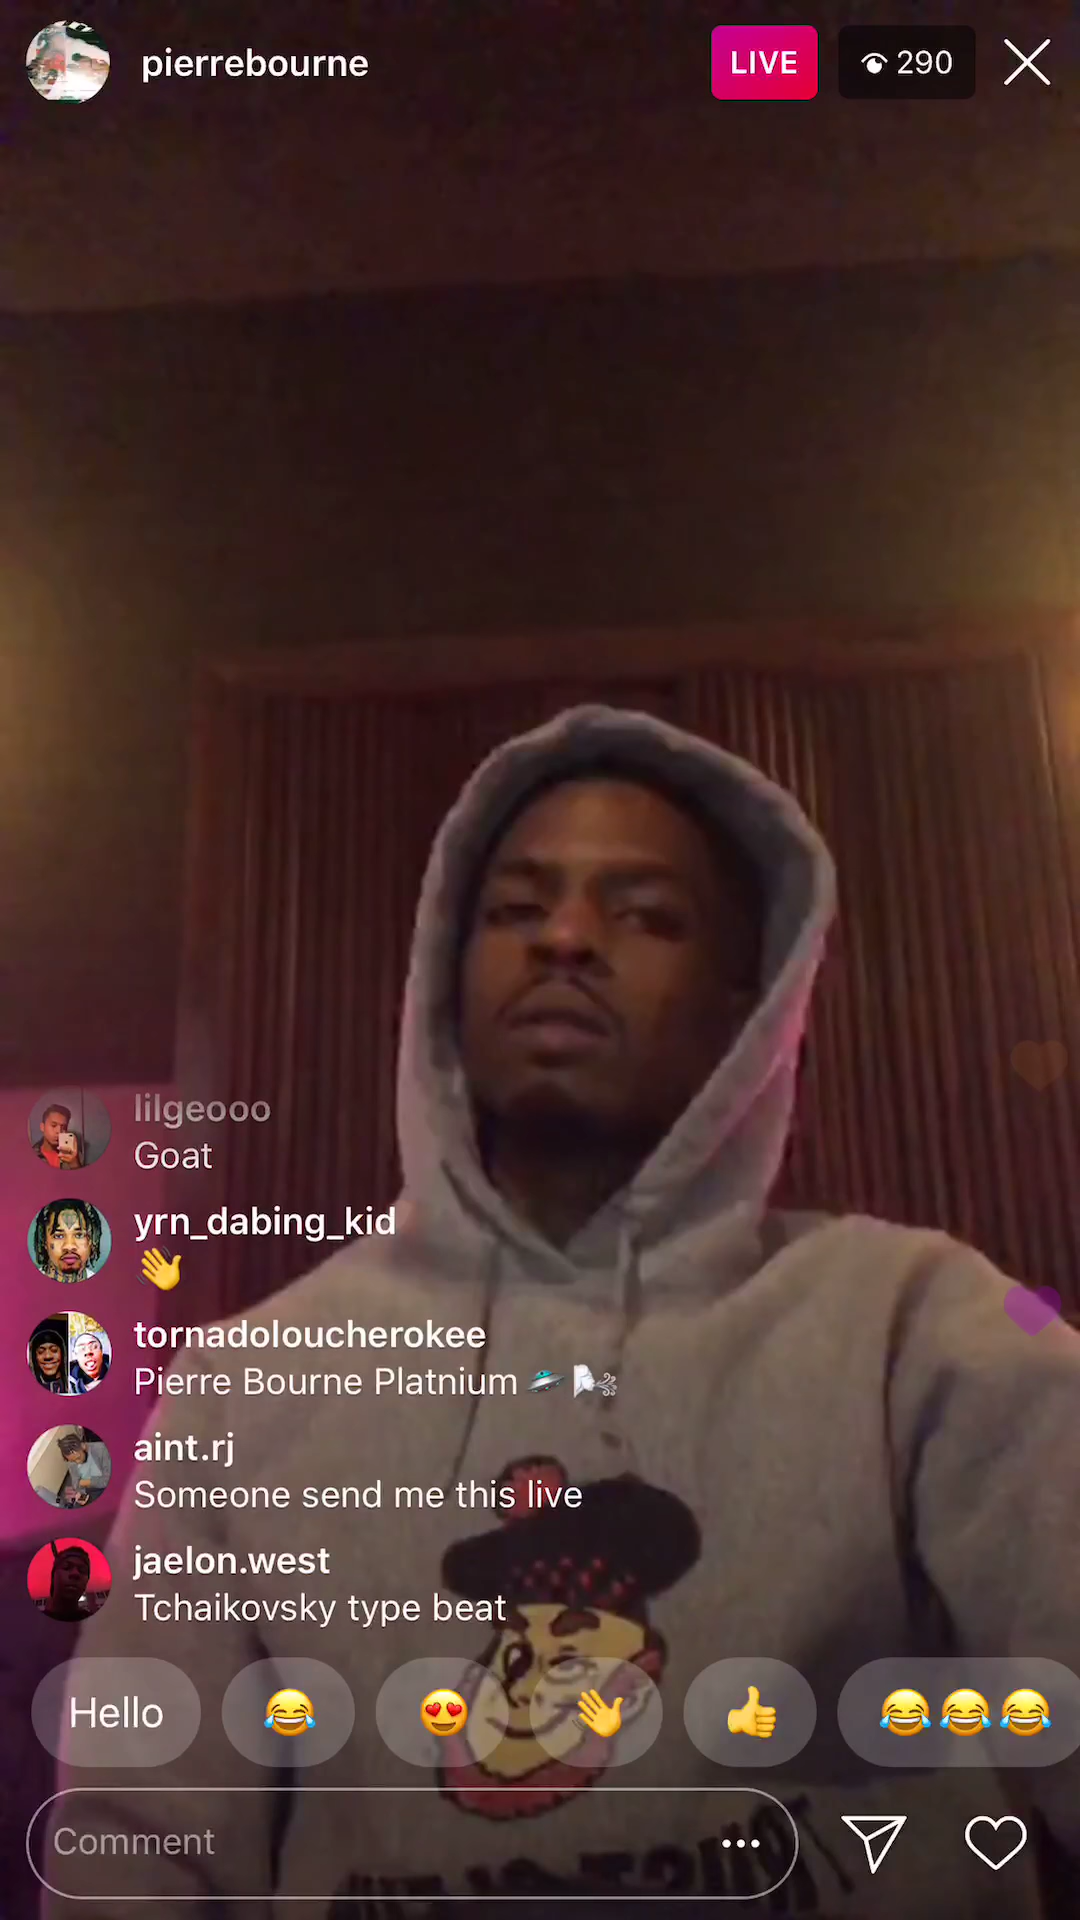 pierrebourne
LIVE
290
lilgeooo
Goat
yrn_dabing_kid
👋
tornadoloucherokee
Pierre Bourne Platnium 🛸 🌬
aint.rj
Someone send me this live
jaelon.west
Tchaikovsky type beat
Hello 😂 😍 👋 👍 😂 😂 😂
Comment